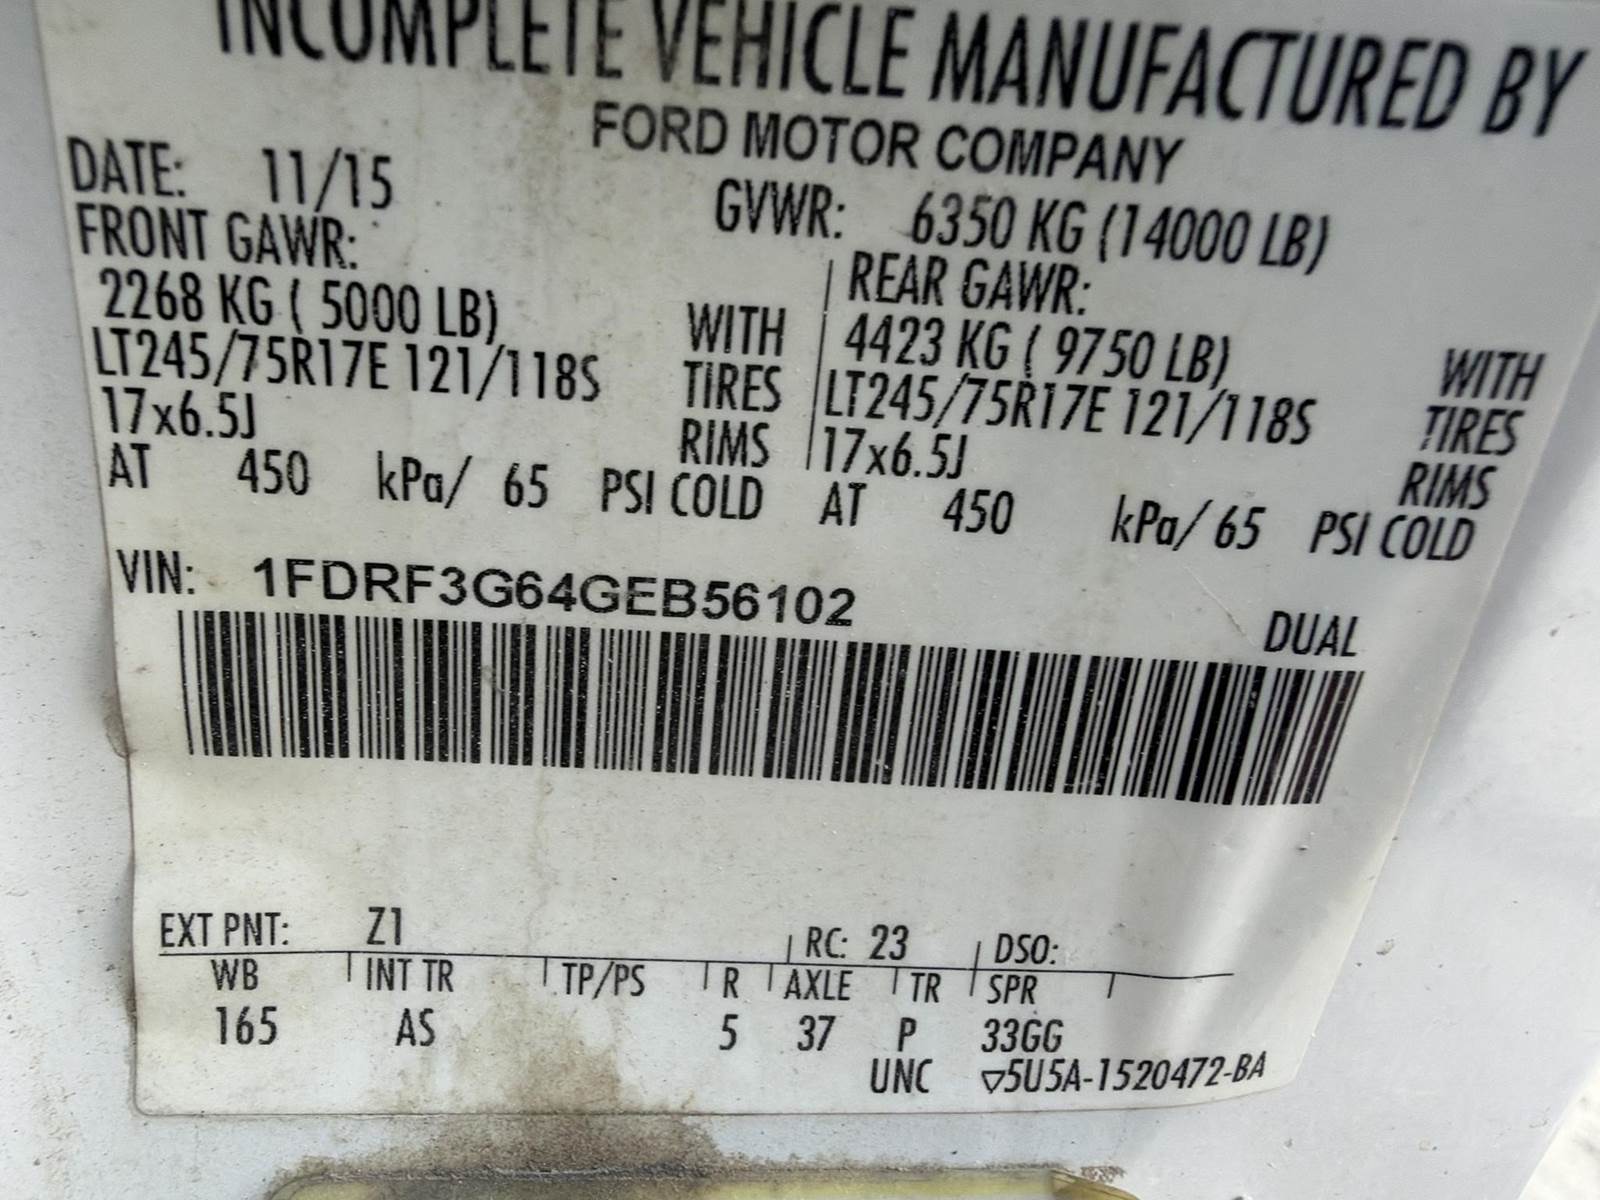 INCOMPLETE VEHICLE MANUFACTURED BY
FORD MOTOR COMPANY
DATE: 11/15 GVWR: 6350 KG (14000 LB)
FRONT GAWR: REAR GAWR:
2268 KG ( 5000 LB) WITH 4423 KG ( 9750 LB) WITH
LT245/75R17E 121/118S TIRES LT245/75R17E 121/118S TIRES
17x6.5J RIMS 17x6.5J RIMS
AT 450 kPa/ 65 PSI COLD AT 450 kPa/ 65 PSI COLD
VIN: 1FDRF3G64GEB56102
DUAL
EXT PNT: Z1 RC: 23 DSO:
WB INT TR TP/PS R AXLE TR SPR
165 AS 5 37 P 33GG
UNC ▽5U5A-1520472-BA